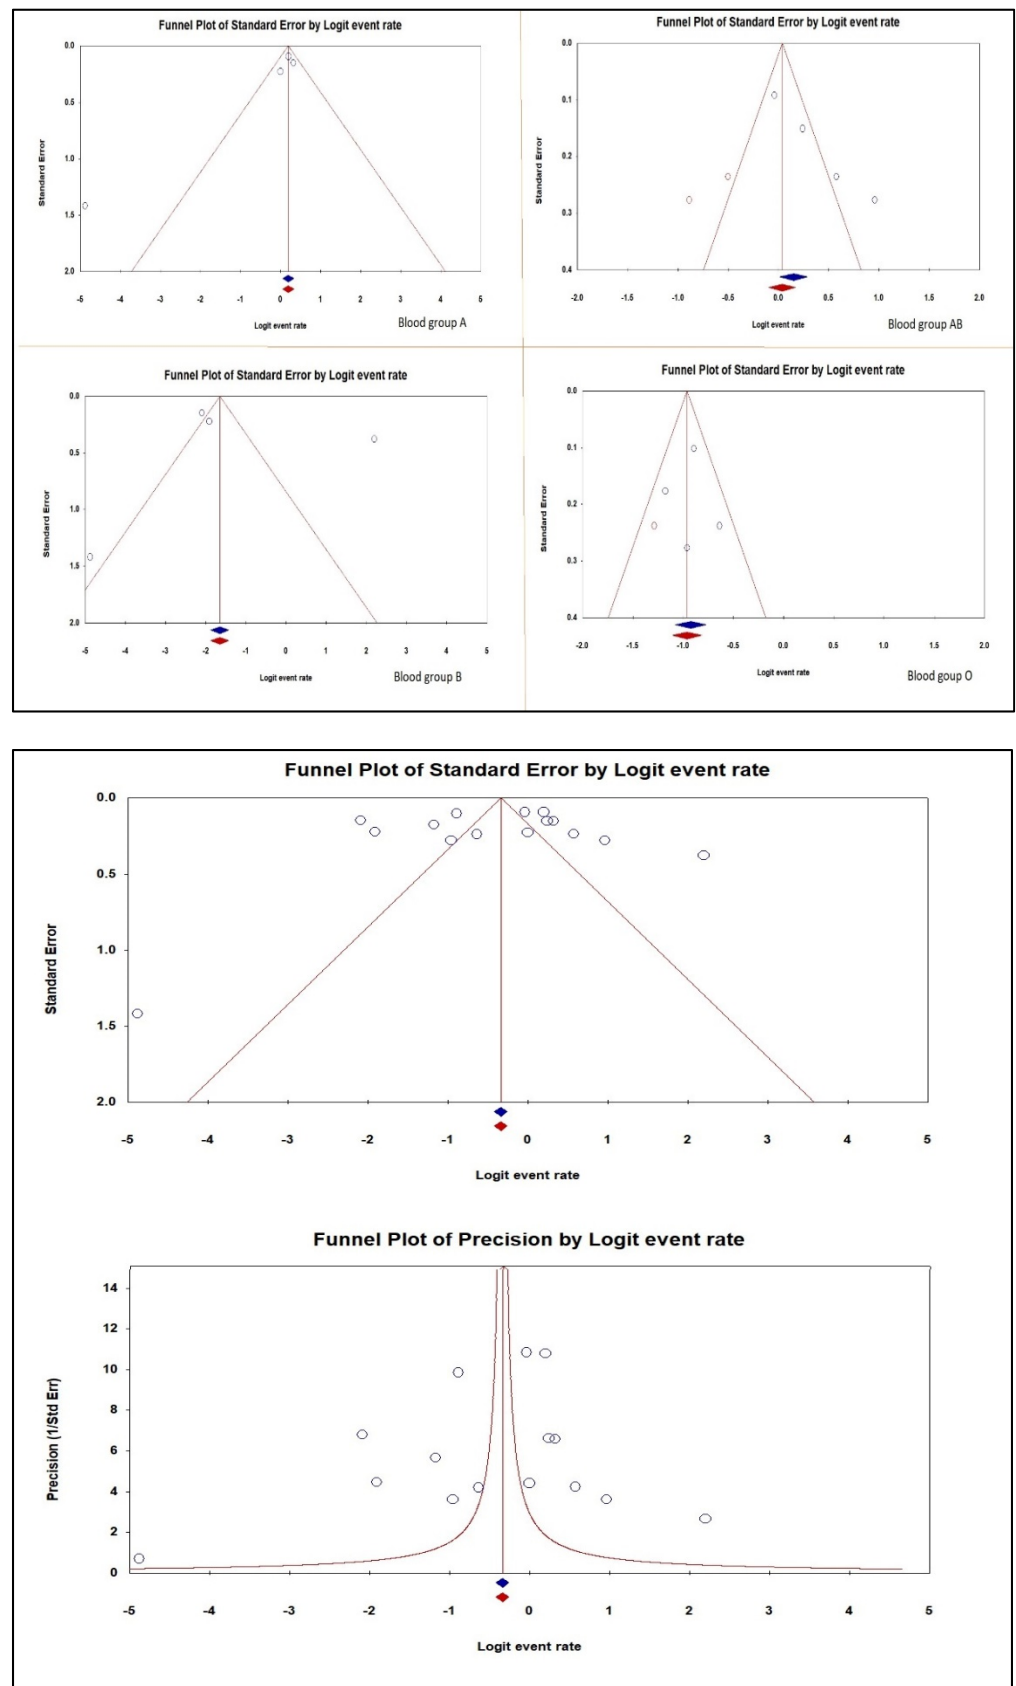 Funnel Plot of Standard Error by Logit event rate
0.0
0.5
1.0
1.5
2.0
Standard Error
-5 -4 -3 -2 -1 0 1 2 3 4 5
Logit event rate
Blood group A
Funnel Plot of Standard Error by Logit event rate
0.0
0.1
0.2
0.3
0.4
Standard Error
-2.0 -1.5 -1.0 -0.5 0.0 0.5 1.0 1.5 2.0
Logit event rate
Blood group AB
Funnel Plot of Standard Error by Logit event rate
0.0
0.5
1.0
1.5
2.0
Standard Error
-5 -4 -3 -2 -1 0 1 2 3 4 5
Logit event rate
Blood group B
Funnel Plot of Standard Error by Logit event rate
0.0
0.1
0.2
0.3
0.4
Standard Error
-2.0 -1.5 -1.0 -0.5 0.0 0.5 1.0 1.5 2.0
Logit event rate
Blood goup O
Funnel Plot of Standard Error by Logit event rate
0.0
0.5
1.0
1.5
2.0
Standard Error
-5 -4 -3 -2 -1 0 1 2 3 4 5
Logit event rate
Funnel Plot of Precision by Logit event rate
14
12
10
8
6
4
2
0
Precision (1/Std Err)
-5 -4 -3 -2 -1 0 1 2 3 4 5
Logit event rate